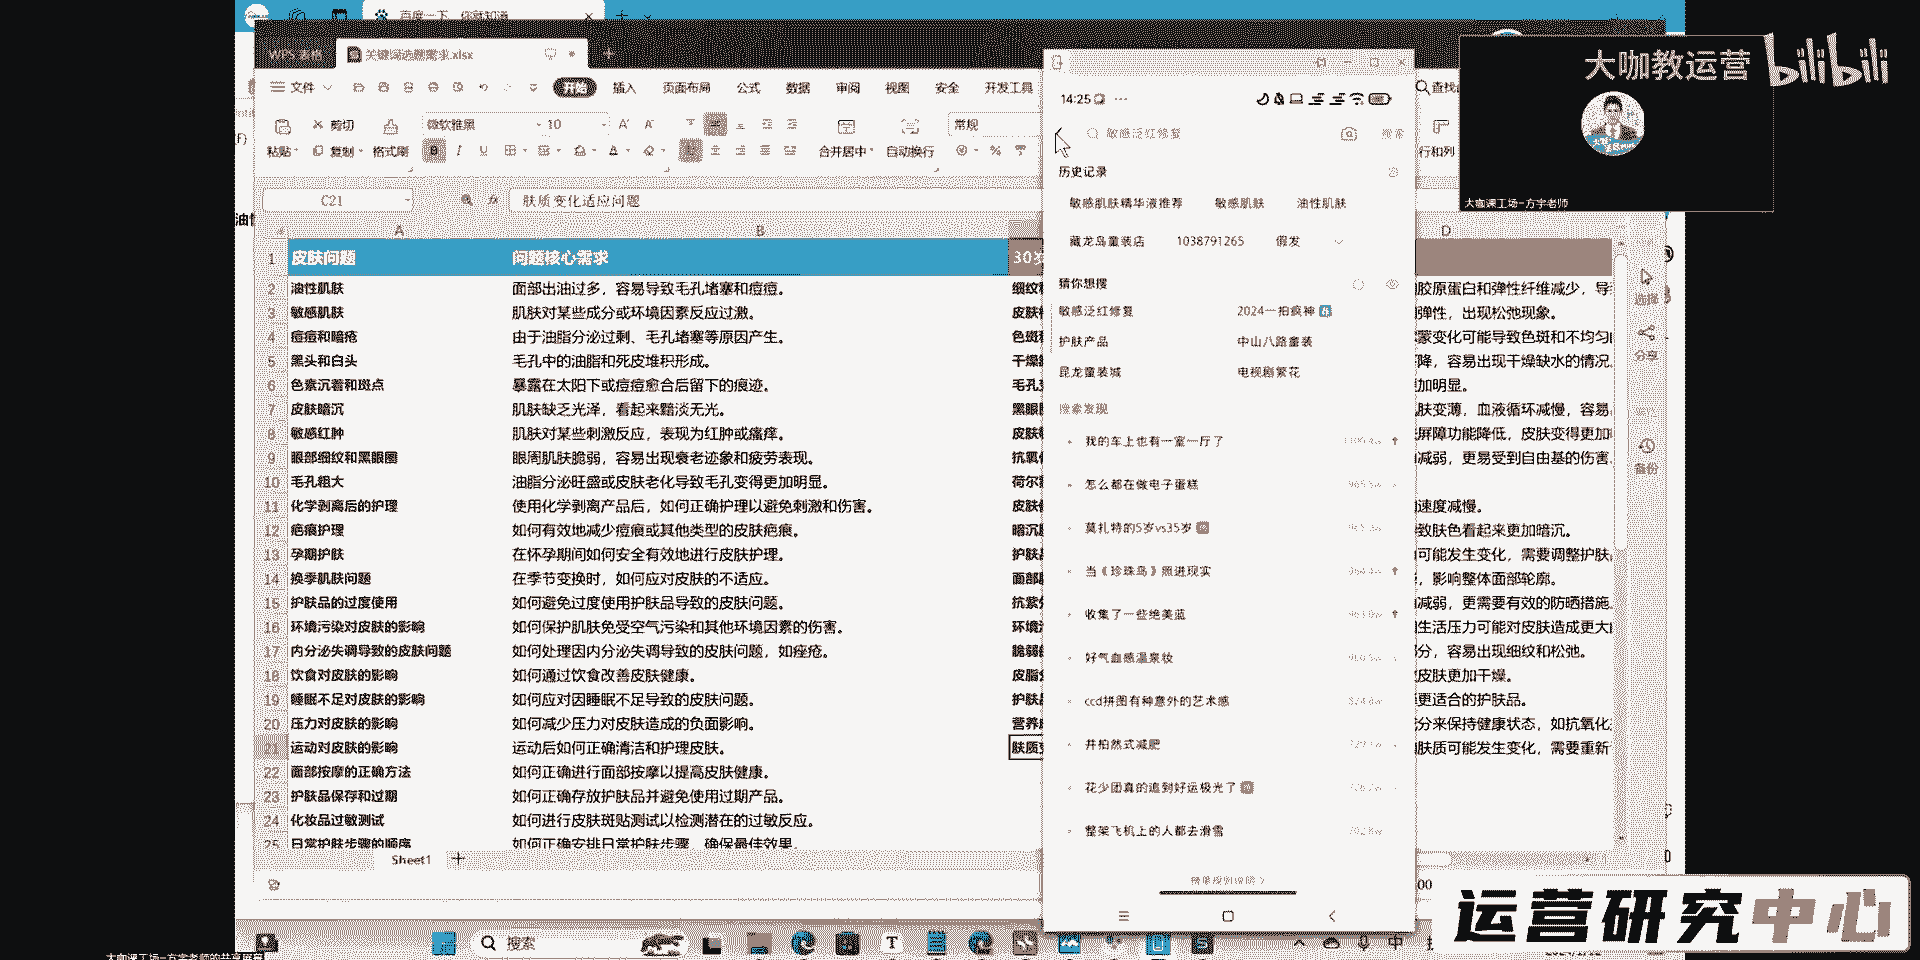 百度一下，你就知道
WPS 表格
关键词选题需求.xlsx
文件
开始
插入
页面布局
公式
数据
审阅
视图
安全
开发工具
剪切
微软雅黑
10
常规
粘贴
复制
格式刷
合并居中
自动换行
行和列
C21
肤质变化适应问题
A
B
D
1 皮肤问题 问题核心需求
2 油性肌肤 面部出油过多，容易导致毛孔堵塞和痘痘。
3 敏感肌肤 肌肤对某些成分或环境因素反应过激。
4 痘痘和暗疮 由于油脂分泌过剩、毛孔堵塞等原因产生。
5 黑头和白头 毛孔中的油脂和死皮堆积形成。
6 色素沉着和斑点 暴露在太阳下或痘痘愈合后留下的痕迹。
7 皮肤暗沉 肌肤缺乏光泽，看起来黯淡无光。
8 敏感红肿 肌肤对某些刺激反应，表现为红肿或瘙痒。
9 眼部细纹和黑眼圈 眼周肌肤脆弱，容易出现衰老迹象和疲劳表现。
10 毛孔粗大 油脂分泌旺盛或皮肤老化导致毛孔变得更加明显。
11 化学剥离后的护理 使用化学剥离产品后，如何正确护理以避免刺激和伤害。
12 疤痕护理 如何有效地减少痘痕或其他类型的皮肤疤痕。
13 孕期护肤 在怀孕期间如何安全有效地进行皮肤护理。
14 换季肌肤问题 在季节变换时，如何应对皮肤的不适应。
15 护肤品的过度使用 如何避免过度使用护肤品导致的皮肤问题。
16 环境污染对皮肤的影响 如何保护肌肤免受空气污染和其他环境因素的伤害。
17 内分泌失调导致的皮肤问题 如何处理因内分泌失调导致的皮肤问题，如痤疮。
18 饮食对皮肤的影响 如何通过饮食改善皮肤健康。
19 睡眠不足对皮肤的影响 如何应对因睡眠不足导致的皮肤问题。
20 压力对皮肤的影响 如何减少压力对皮肤造成的负面影响。
21 运动对皮肤的影响 运动后如何正确清洁和护理皮肤。
22 面部按摩的正确方法 如何正确进行面部按摩以提高皮肤健康。
23 护肤品保存和过期 如何正确存放护肤品并避免使用过期产品。
24 化妆品过敏测试 如何进行皮肤斑贴测试以检测潜在的过敏反应。
25 日常护肤步骤的顺序 如何正确安排日常护肤步骤，确保最佳效果。
胶原蛋白和弹性纤维减少，导
弹性，出现松弛现象。
变化可能导致色斑和不均匀
降，容易出现干燥缺水的情况。
加明显。
肤变薄，血液循环减慢，容易
屏障功能降低，皮肤变得更加
减弱，更易受到自由基的伤害
速度减慢。
致肤色看起来更加暗沉。
可能发生变化，需要调整护肤
，影响整体面部轮廓。
减弱，更需要有效的防晒措施
生活压力可能对皮肤造成更大
分，容易出现细纹和松弛。
皮肤更加干燥。
更适合的护肤品。
分来保持健康状态，如抗氧化
肤质可能发生变化，需要重新
选择
分享
备份
Sheet1
14:25
敏感泛红修复
搜索
历史记录
敏感肌肤精华液推荐 敏感肌肤 油性肌肤
藏龙岛童装店 1038791265 假发
猜你想搜
敏感泛红修复 2024一拍疯神
护肤产品 中山八路童装
昆龙童装城 电视剧繁花
搜索发现
我的车上也有一室一厅了
怎么都在做电子蛋糕
莫扎特的5岁vs35岁
当《珍珠鸟》照进现实
收集了一些绝美蓝
好气血感温泉妆
ccd拼图有种意外的艺术感
井柏然式减肥
花少团真的追到好运极光了
整架飞机上的人都去滑雪
榜单规则说明
大咖教运营 bilibili
大咖课工场-方宇老师
运营研究中心
搜索
中
大咖课工场-方宇老师的共享屏幕